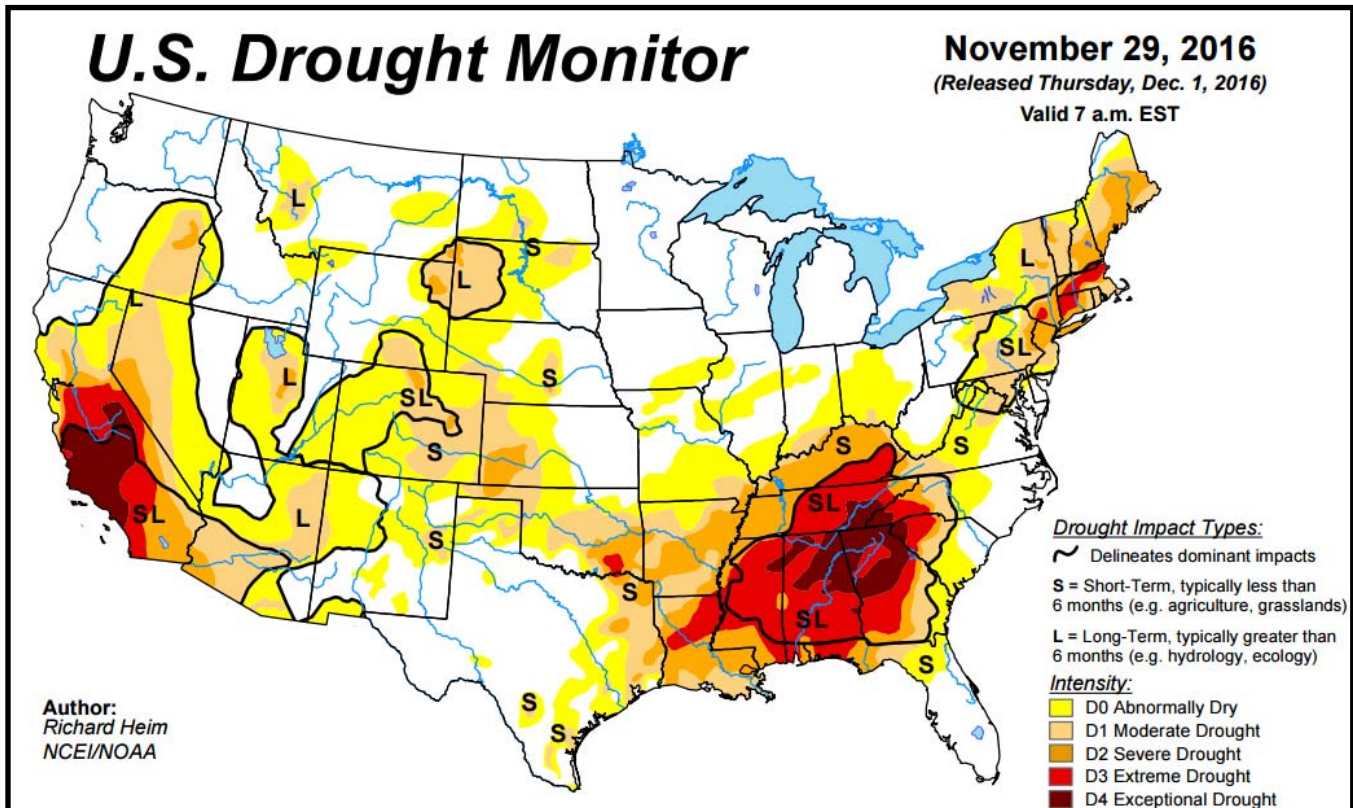 U.S. Drought Monitor
November 29, 2016
(Released Thursday, Dec. 1, 2016)
Valid 7 a.m. EST
L
L
S
L
L
L
S
SL
L
S
SL
S
S
S
SL
SL
L
S
S
SL
S
S
S
Drought Impact Types:
Delineates dominant impacts
S = Short-Term, typically less than
6 months (e.g. agriculture, grasslands)
L = Long-Term, typically greater than
6 months (e.g. hydrology, ecology)
Intensity:
D0 Abnormally Dry
D1 Moderate Drought
D2 Severe Drought
D3 Extreme Drought
D4 Exceptional Drought
Author:
Richard Heim
NCEI/NOAA